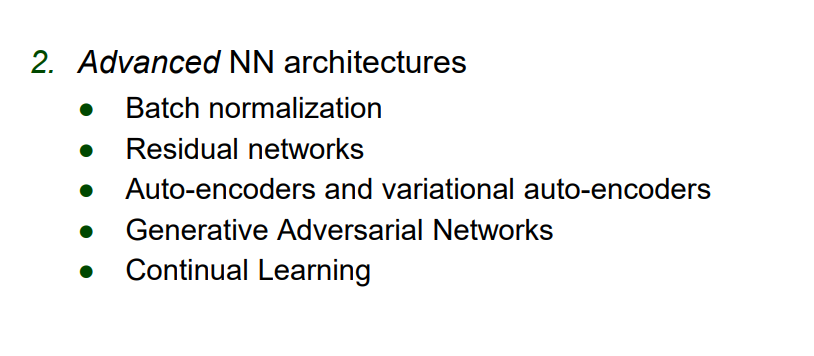 2. Advanced NN architectures
● Batch normalization
● Residual networks
● Auto-encoders and variational auto-encoders
● Generative Adversarial Networks
● Continual Learning